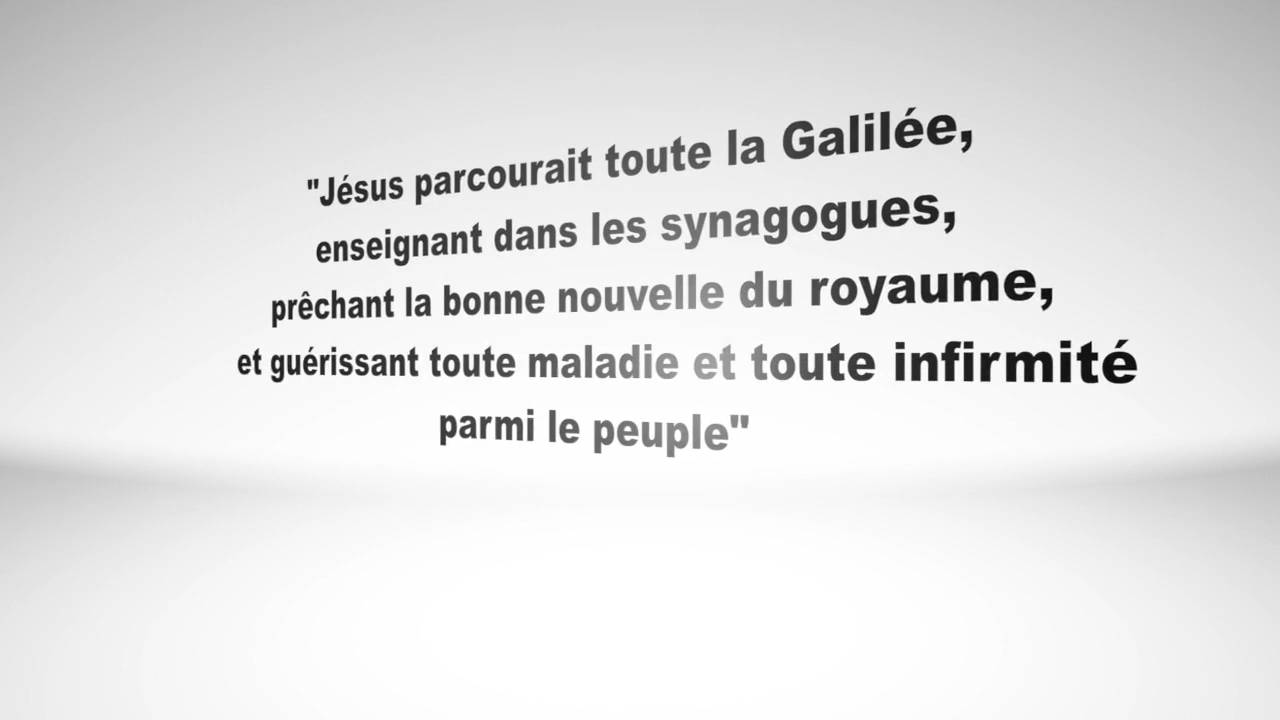 "Jésus parcourait toute la Galilée,
enseignant dans les synagogues,
prêchant la bonne nouvelle du royaume,
et guérissant toute maladie et toute infirmité
parmi le peuple"